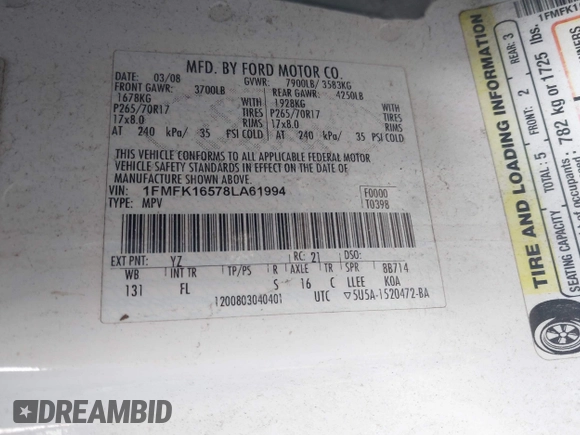 MFD. BY FORD MOTOR CO.
DATE: 03/08 GVWR: 7900LB/ 3583KG
FRONT GAWR: 3700LB REAR GAWR: 4250LB
1678KG WITH 1928KG WITH
P265/70R17 TIRES P265/70R17 TIRES
17x8.0 RIMS 17x8.0 RIMS
AT 240 kPa/ 35 PSI COLD AT 240 kPa/ 35 PSI COLD
THIS VEHICLE CONFORMS TO ALL APPLICABLE FEDERAL MOTOR
VEHICLE SAFETY STANDARDS IN EFFECT ON THE DATE OF
MANUFACTURE SHOWN ABOVE.
VIN: 1FMFK16578LA61994 F0000
TYPE: MPV T0398
EXT PNT: YZ RC: 21 DSO:
WB INT TR TP/PS R AXLE TR SPR BB714
131 FL S 16 C LLEE KOA
1200803040401 UTC ▽5U5A-1520472-BA
TIRE AND LOADING INFORMATION
SEATING CAPACITY TOTAL: 5 FRONT: 2 REAR: 3
occupants : 782 kg or 1725 lbs.
1FMFK1
DREAMBID